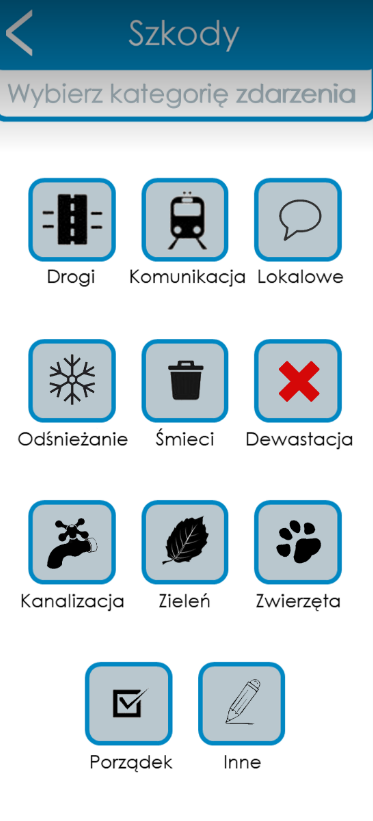 Szkody
Wybierz kategorię zdarzenia
Drogi Komunikacja Lokalowe
Odśnieżanie Śmieci Dewastacja
Kanalizacja Zieleń Zwierzęta
Porządek Inne